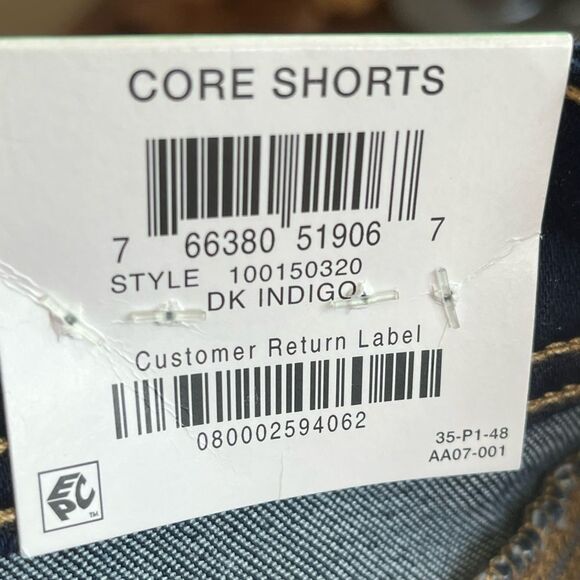 CORE SHORTS
7 66380 51906 7
STYLE 100150320
DK INDIGO
Customer Return Label
080002594062
35-P1-48
AA07-001
EPC TM